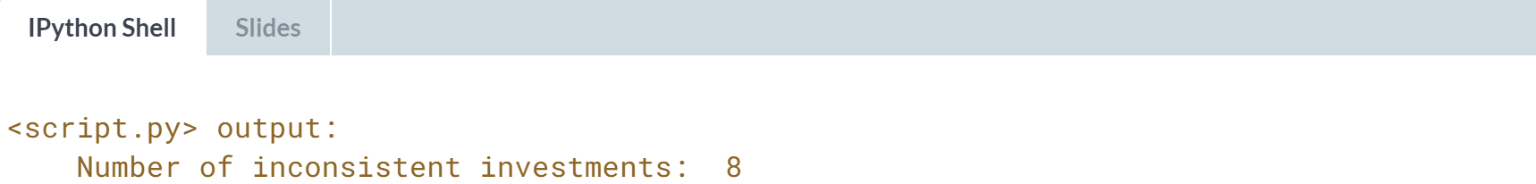 IPython Shell Slides
<script.py> output:
Number of inconsistent investments:  8